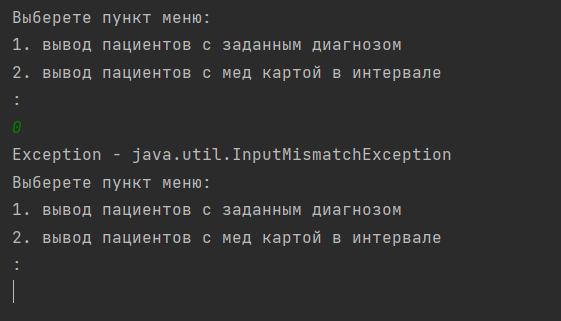 Выберете пункт меню:
1. вывод пациентов с заданным диагнозом
2. вывод пациентов с мед картой в интервале
:
0
Exception - java.util.InputMismatchException
Выберете пункт меню:
1. вывод пациентов с заданным диагнозом
2. вывод пациентов с мед картой в интервале
: